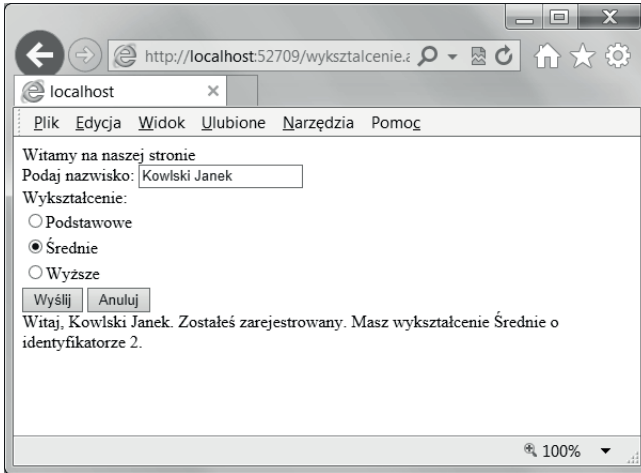 http://localhost:52709/wyksztalcenie.a
localhost
Plik Edycja Widok Ulubione Narzędzia Pomoc
Witamy na naszej stronie
Podaj nazwisko: Kowlski Janek
Wykształcenie:
Podstawowe
Średnie
Wyższe
Wyślij Anuluj
Witaj, Kowlski Janek. Zostałeś zarejestrowany. Masz wykształcenie Średnie o
identyfikatorze 2.
100%